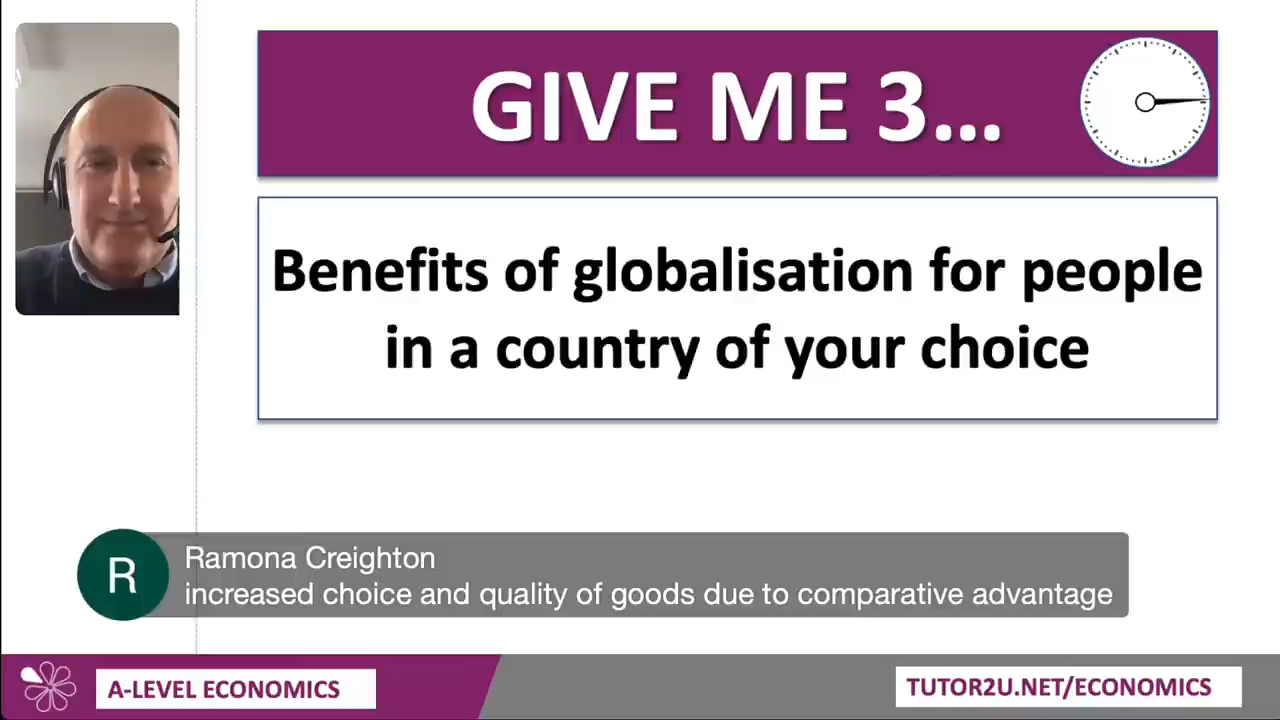 GIVE ME 3...
Benefits of globalisation for people
in a country of your choice
R
Ramona Creighton
increased choice and quality of goods due to comparative advantage
A-LEVEL ECONOMICS
TUTOR2U.NET/ECONOMICS